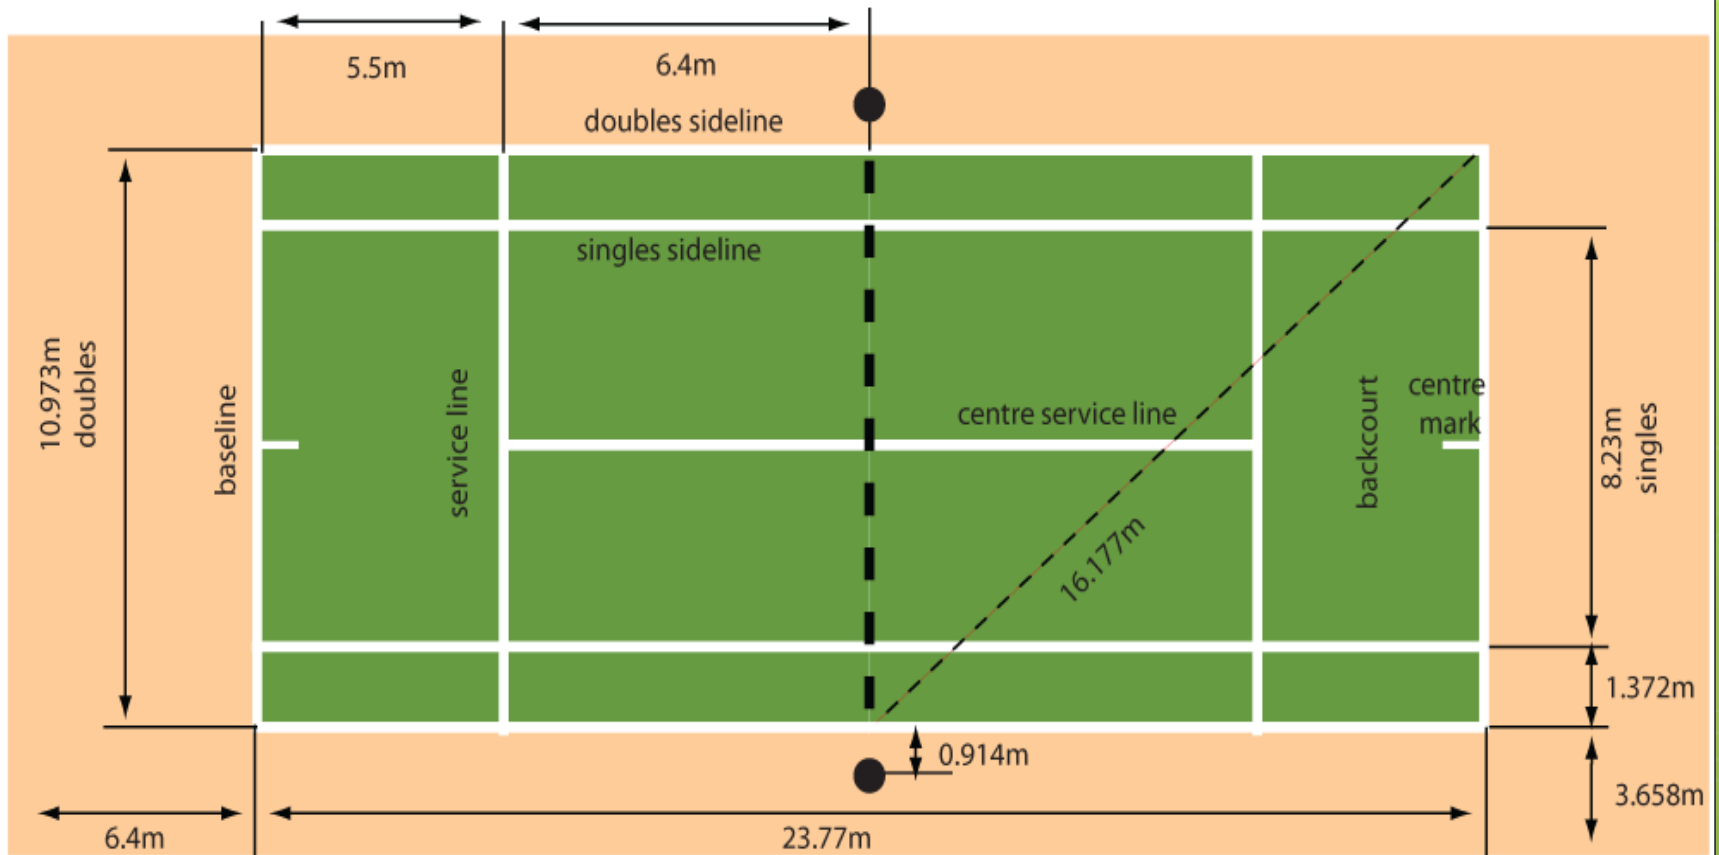 5.5m
6.4m
doubles sideline
singles sideline
10.973m
doubles
baseline
service line
centre service line
backcourt
centre
mark
8.23m
singles
16.177m
1.372m
0.914m
3.658m
6.4m
23.77m